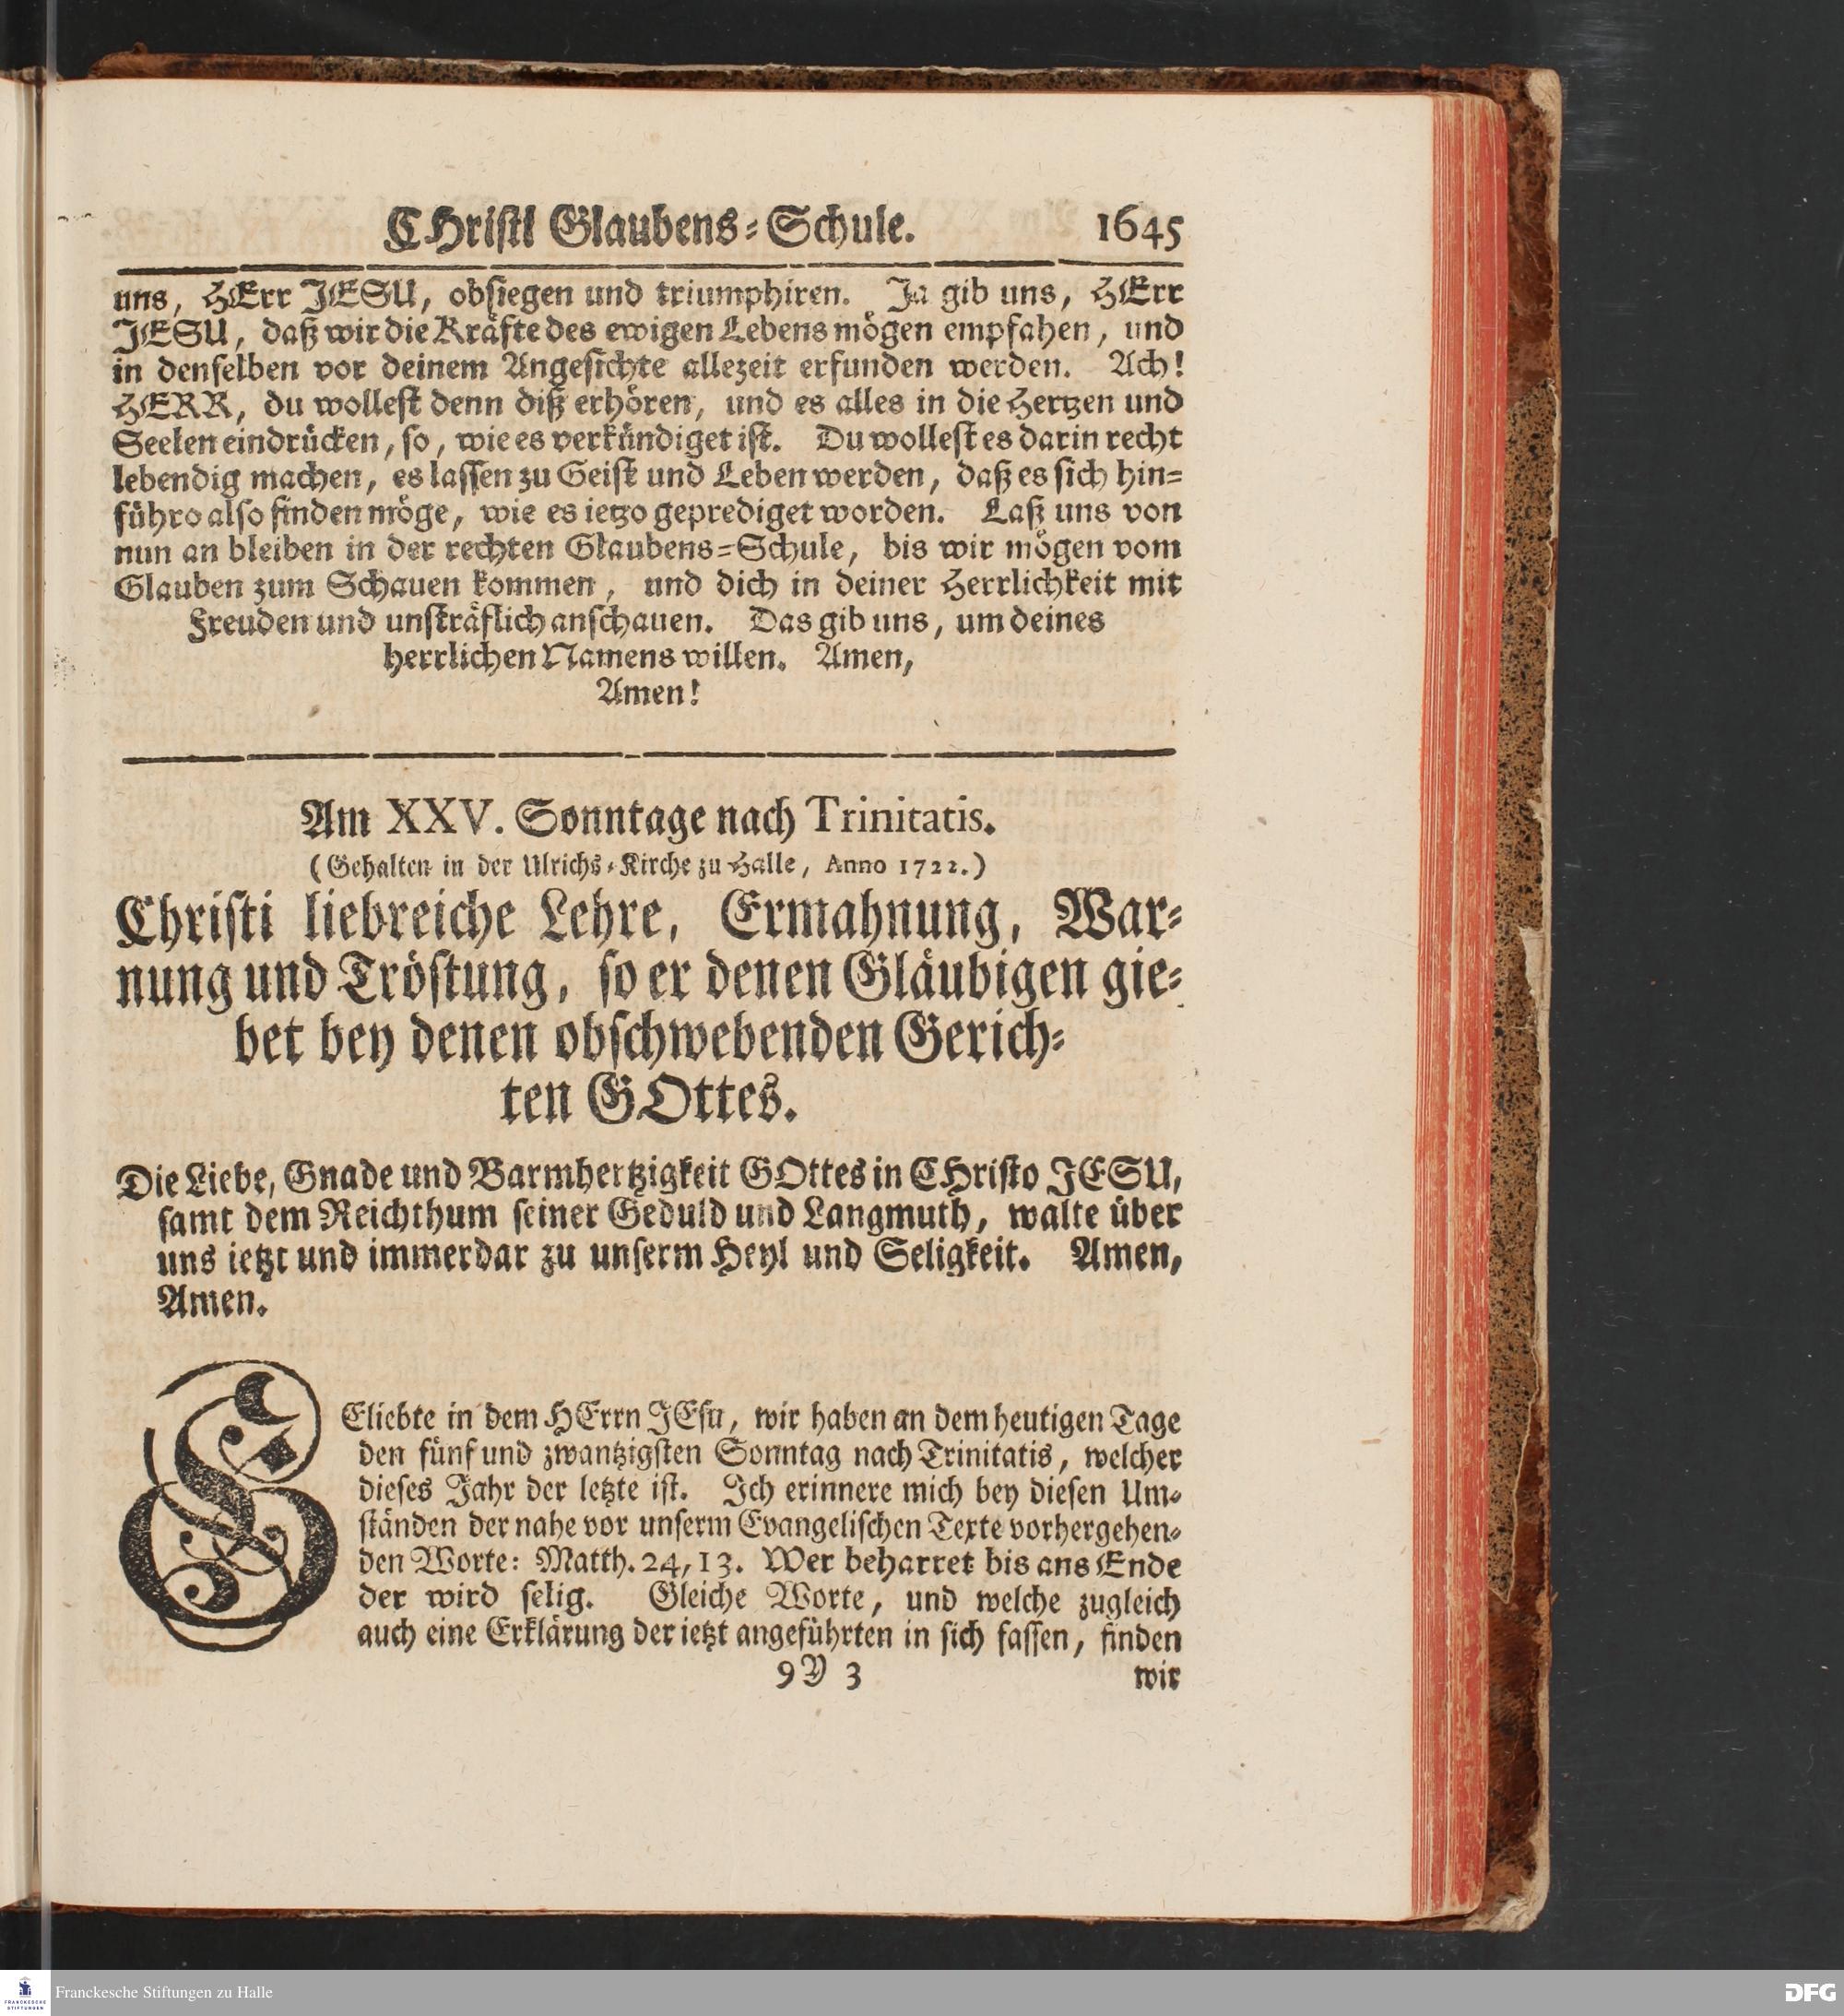 CHristi Glaubens-Schule. 1645
uns, HErr JESU, obsiegen und triumphiren. Ja gib uns, HErr
JESU, daß wir die Kräfte des ewigen Lebens mögen empfahen, und
in denselben vor deinem Angesichte allezeit erfunden werden. Ach!
HERR, du wollest denn diß erhören, und es alles in die Hertzen und
Seelen eindrücken, so, wie es verkündiget ist. Du wollest es darin recht
lebendig machen, es lassen zu Geist und Leben werden, daß es sich hin-
führo also finden möge, wie es ietzo geprediget worden. Laß uns von
nun an bleiben in der rechten Glaubens-Schule, bis wir mögen vom
Glauben zum Schauen kommen, und dich in deiner Herrlichkeit mit
Freuden und unsträflich anschauen. Das gib uns, um deines
herrlichen Namens willen. Amen,
Amen!
Am XXV. Sonntage nach Trinitatis.
(Gehalten in der Ulrichs-Kirche zu Halle, Anno 1722.)
Christi liebreiche Lehre, Ermahnung, War-
nung und Tröstung, so er denen Gläubigen gie-
bet bey denen obschwebenden Gerich-
ten GOttes.
Die Liebe, Gnade und Barmhertzigkeit GOttes in CHristo JESU,
samt dem Reichthum seiner Geduld und Langmuth, walte über
uns ietzt und immerdar zu unserm Heyl und Seligkeit. Amen,
Amen.
GEliebte in dem HErrn JEsu, wir haben an dem heutigen Tage
den fünf und zwantzigsten Sonntag nach Trinitatis, welcher
dieses Jahr der letzte ist. Ich erinnere mich bey diesen Um-
ständen der nahe vor unserm Evangelischen Texte vorhergehen-
den Worte: Matth. 24, 13. Wer beharret bis ans Ende
der wird selig. Gleiche Worte, und welche zugleich
auch eine Erklärung der ietzt angeführten in sich fassen, finden
9Y 3 wir
FRANCKESCHE STIFTUNGEN
Franckesche Stiftungen zu Halle
DFG